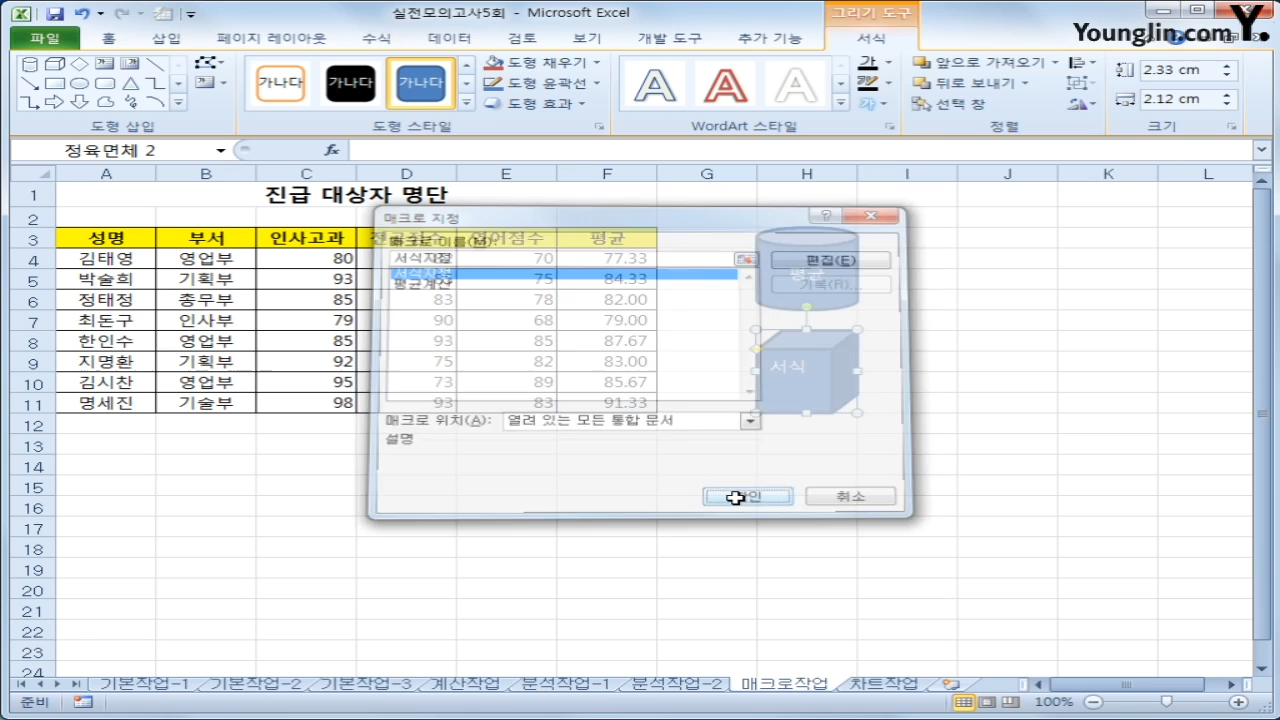 실전모의고사5회 - Microsoft Excel
그리기 도구
Younglin.com Y.
파일 홈 삽입 페이지 레이아웃 수식 데이터 검토 보기 개발 도구 추가 기능 서식
가나다 가나다 가나다
도형 채우기
도형 윤곽선
도형 효과
A A A
가
앞으로 가져오기
뒤로 보내기
선택 창
2.33 cm
2.12 cm
도형 삽입 도형 스타일 WordArt 스타일 정렬 크기
정육면체 2 fx
A B C D E F G H I J K L
1 진급 대상자 명단
2
3 성명 부서 인사고과 평균
4 김태영 영업부 80 70 77.33
5 박술희 기획부 93 75 84.33
6 정태정 총무부 85 83 78 82.00
7 최돈구 인사부 79 90 68 79.00
8 한인수 영업부 85 93 85 87.67
9 지명환 기획부 92 75 82 83.00
10 김시찬 영업부 95 73 89 85.67
11 명세진 기술부 98 93 83 91.33
12
13
14
15
16
17
18
19
20
21
22
23
24
매크로 지정
매크로 이름(M):
서식지정
서식지정
평균계산
편집(E)
기록(R)...
평균
서식
매크로 위치(A): 열려 있는 모든 통합 문서
설명
취소
기본작업-1 기본작업-2 기본작업-3 계산작업 분석작업-1 분석작업-2 매크로작업 차트작업
준비 100%